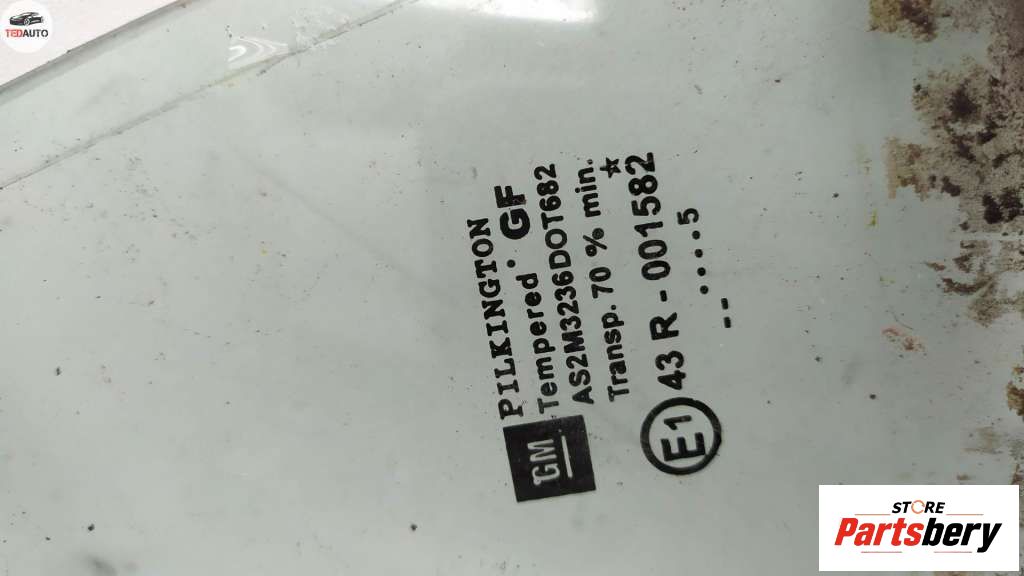 TEDAUTO
PILKINGTON
Tempered . GF
AS2M3236DOT682
Transp. 70 % min.
GM
E1 43 R - 001582
-- ....5
STORE
Partsbery